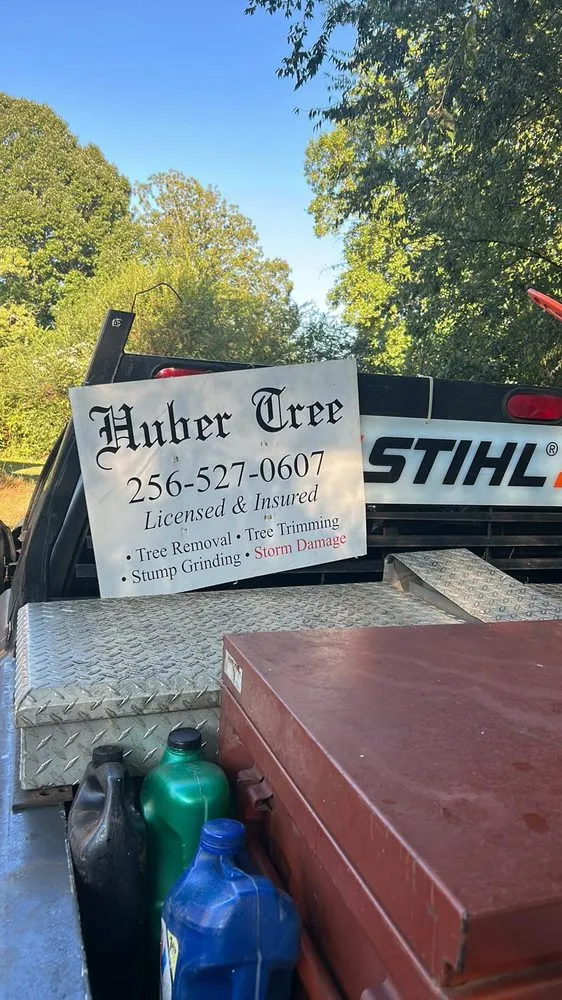 Huber Tree
256-527-0607
Licensed & Insured
• Tree Removal • Tree Trimming
• Stump Grinding • Storm Damage
STIHL®